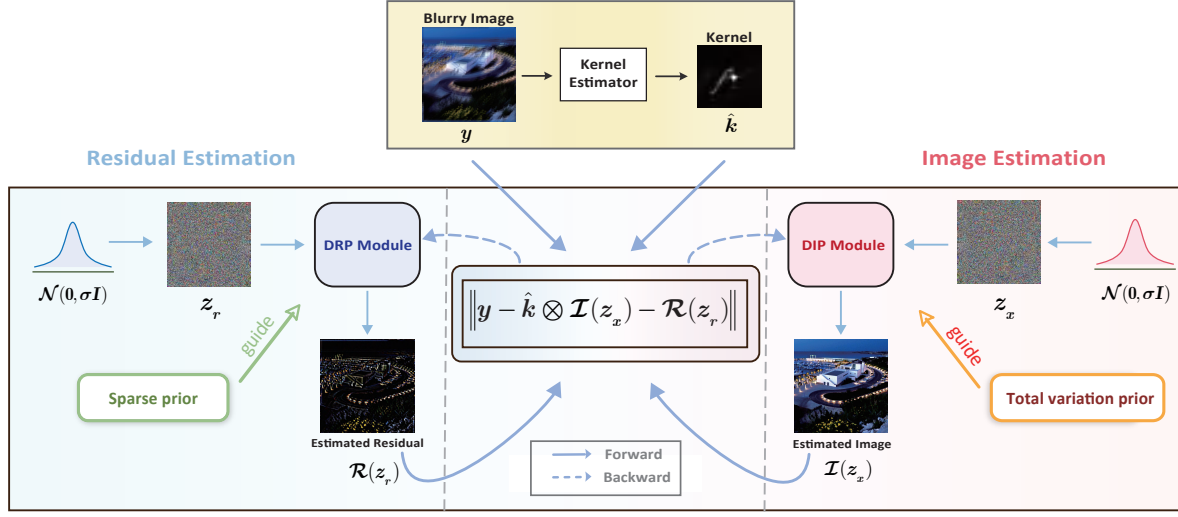 Blurry Image
Kernel
Kernel
Estimator
y
k̂
Residual Estimation
Image Estimation
DRP Module
DIP Module
𝒩(0, σI)
z_r
z_x
𝒩(0, σI)
‖y − k̂ ⊗ ℐ(z_x) − ℛ(z_r)‖
guide
guide
Sparse prior
Total variation prior
Estimated Residual
Estimated Image
ℛ(z_r)
ℐ(z_x)
Forward
Backward